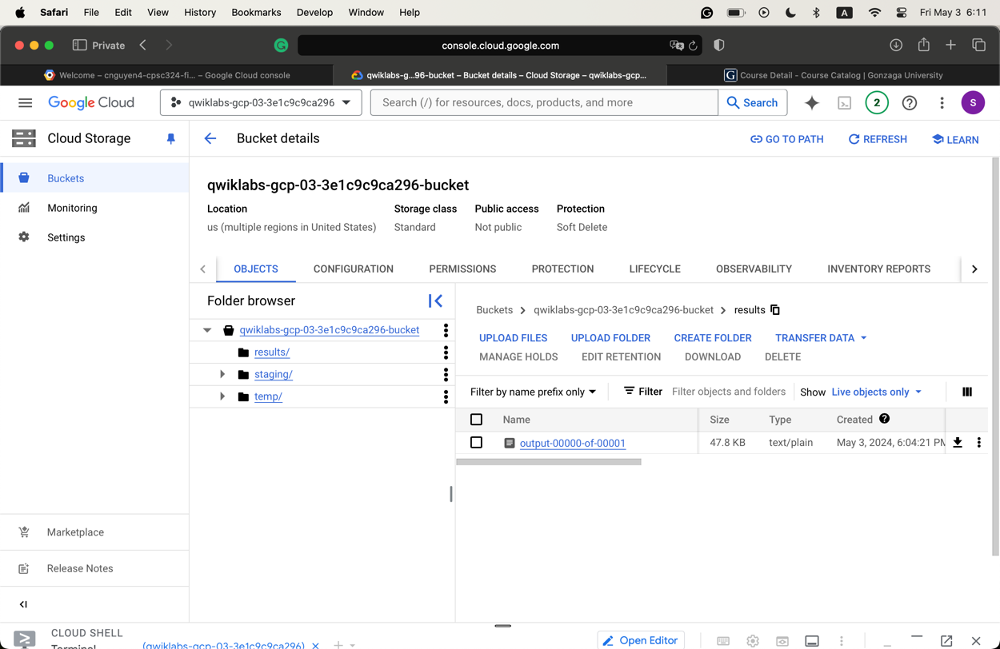 Safari File Edit View History Bookmarks Develop Window Help A Fri May 3 6:11
Private console.cloud.google.com
Welcome – cnguyen4-cpsc324-fi... – Google Cloud console
qwiklabs-g...96-bucket – Bucket details – Cloud Storage – qwiklabs-gcp...
G Course Detail - Course Catalog | Gonzaga University
Google Cloud qwiklabs-gcp-03-3e1c9c9ca296 Search (/) for resources, docs, products, and more Search 2 S
Cloud Storage Bucket details GO TO PATH REFRESH LEARN
Buckets
Monitoring
Settings
qwiklabs-gcp-03-3e1c9c9ca296-bucket
Location Storage class Public access Protection
us (multiple regions in United States) Standard Not public Soft Delete
OBJECTS CONFIGURATION PERMISSIONS PROTECTION LIFECYCLE OBSERVABILITY INVENTORY REPORTS
Folder browser
qwiklabs-gcp-03-3e1c9c9ca296-bucket
results/
staging/
temp/
Buckets > qwiklabs-gcp-03-3e1c9c9ca296-bucket > results
UPLOAD FILES UPLOAD FOLDER CREATE FOLDER TRANSFER DATA
MANAGE HOLDS EDIT RETENTION DOWNLOAD DELETE
Filter by name prefix only Filter Filter objects and folders Show Live objects only
Name Size Type Created
output-00000-of-00001 47.8 KB text/plain May 3, 2024, 6:04:21 PM
Marketplace
Release Notes
CLOUD SHELL
Terminal (qwiklabs-gcp-03-3e1c9c9ca296) Open Editor